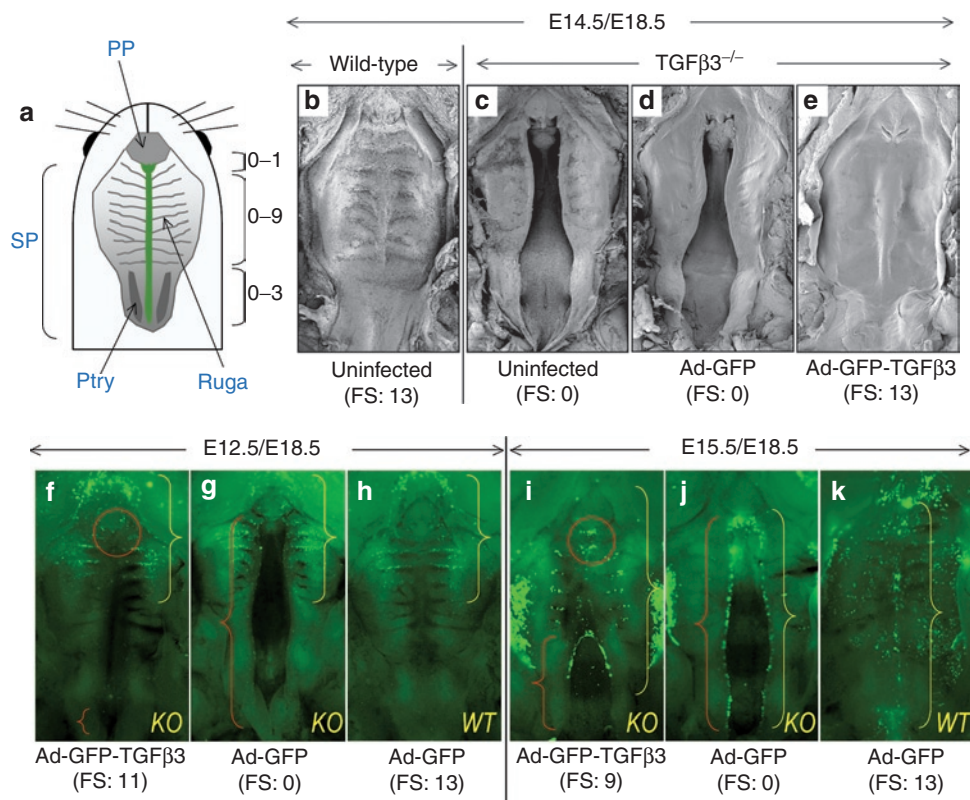 E14.5/E18.5
Wild-type
TGFβ3−/−
a
PP
SP
0–1
0–9
0–3
Ptry
Ruga
b
c
d
e
Uninfected
(FS: 13)
Uninfected
(FS: 0)
Ad-GFP
(FS: 0)
Ad-GFP-TGFβ3
(FS: 13)
E12.5/E18.5
E15.5/E18.5
f
g
h
i
j
k
KO
KO
WT
KO
KO
WT
Ad-GFP-TGFβ3
(FS: 11)
Ad-GFP
(FS: 0)
Ad-GFP
(FS: 13)
Ad-GFP-TGFβ3
(FS: 9)
Ad-GFP
(FS: 0)
Ad-GFP
(FS: 13)